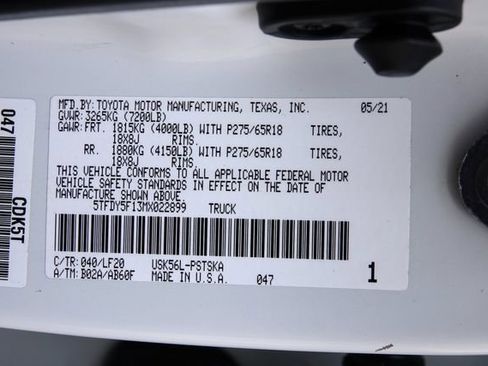 MFD.BY: TOYOTA MOTOR MANUFACTURING, TEXAS, INC. 05/21
GVWR: 3265KG (7200LB)
GAWR: FRT. 1815KG (4000LB) WITH P275/65R18 TIRES,
18X8J RIMS.
RR. 1880KG (4150LB) WITH P275/65R18 TIRES,
18X8J RIMS.
THIS VEHICLE CONFORMS TO ALL APPLICABLE FEDERAL MOTOR
VEHICLE SAFETY STANDARDS IN EFFECT ON THE DATE OF
MANUFACTURE SHOWN ABOVE.
5TFDY5F13MX022899 TRUCK
C/TR: 040/LF20 USK56L-PSTSKA
A/TM: B02A/AB60F MADE IN U.S.A. 047 1
047
CDK5T